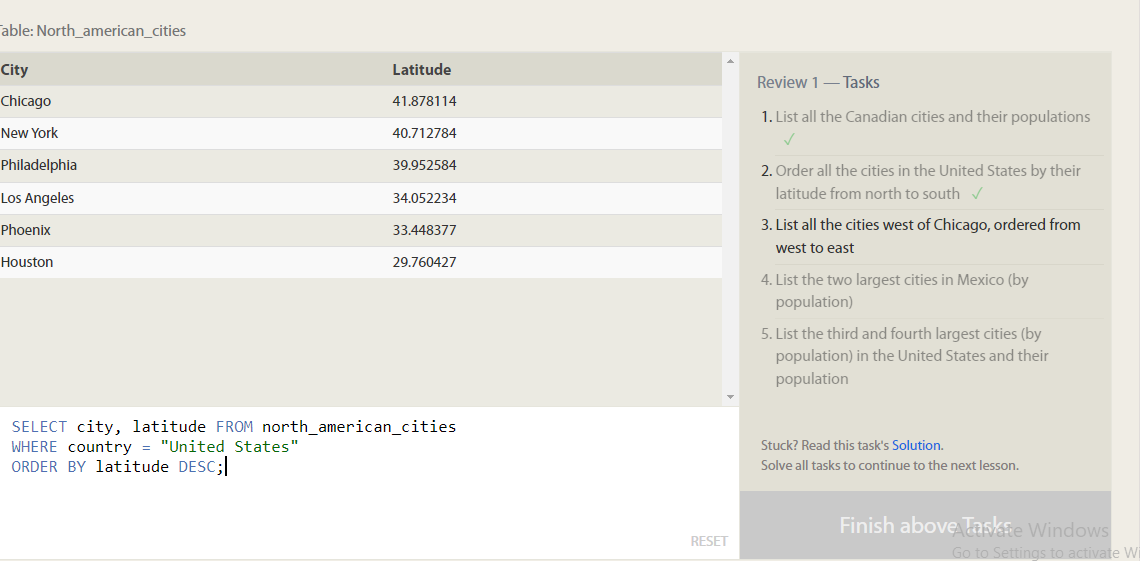 Table: North_american_cities
City Latitude
Chicago 41.878114
New York 40.712784
Philadelphia 39.952584
Los Angeles 34.052234
Phoenix 33.448377
Houston 29.760427
SELECT city, latitude FROM north_american_cities
WHERE country = "United States"
ORDER BY latitude DESC;
RESET
Review 1 — Tasks
1. List all the Canadian cities and their populations
✓
2. Order all the cities in the United States by their
latitude from north to south ✓
3. List all the cities west of Chicago, ordered from
west to east
4. List the two largest cities in Mexico (by
population)
5. List the third and fourth largest cities (by
population) in the United States and their
population
Stuck? Read this task's Solution.
Solve all tasks to continue to the next lesson.
Finish above Tasks
Activate Windows
Go to Settings to activate Wi